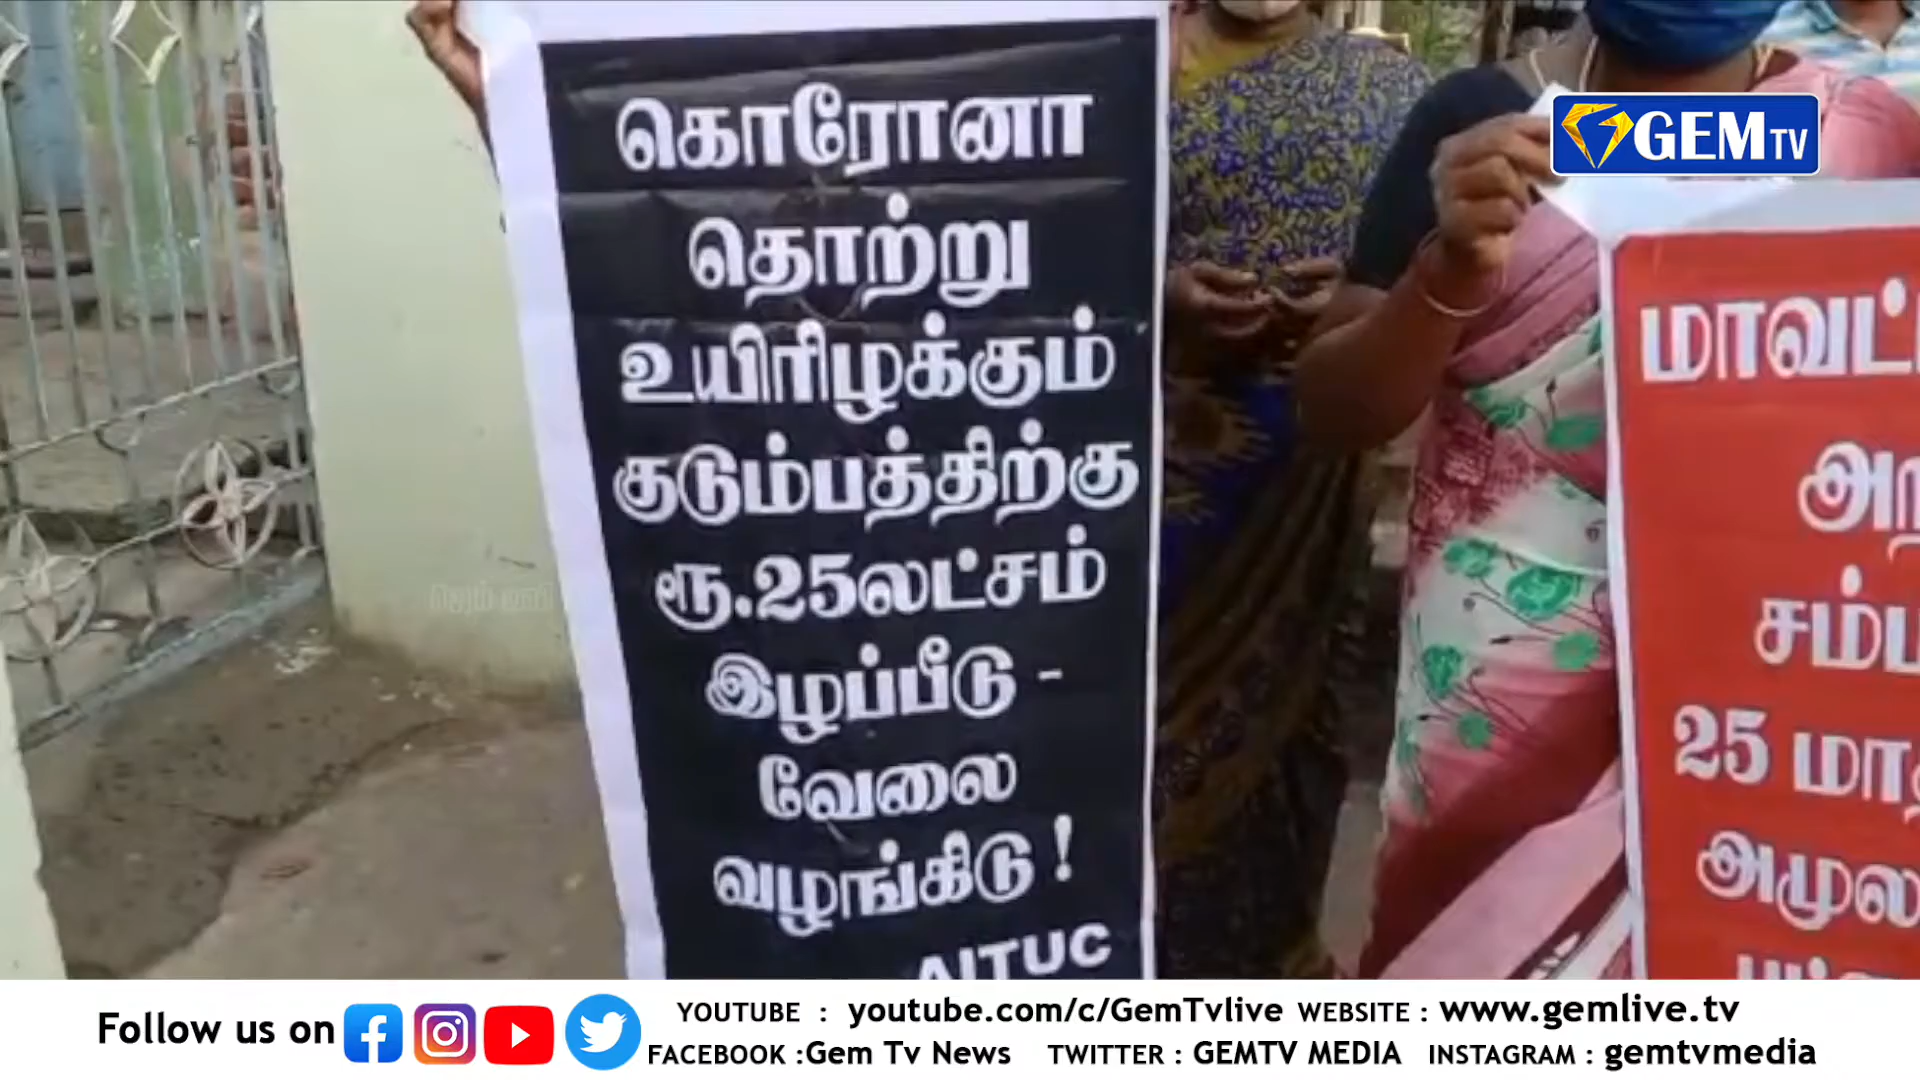 கொரோனா
தொற்று
உயிரிழக்கும்
குடும்பத்திற்கு
ரூ.25லட்சம்
இழப்பீடு -
வேலை
வழங்கிடு!
AITUC
GEM TV
25
Follow us on
YOUTUBE : youtube.com/c/GemTvlive WEBSITE : www.gemlive.tv
FACEBOOK :Gem Tv News TWITTER : GEMTV MEDIA INSTAGRAM : gemtvmedia